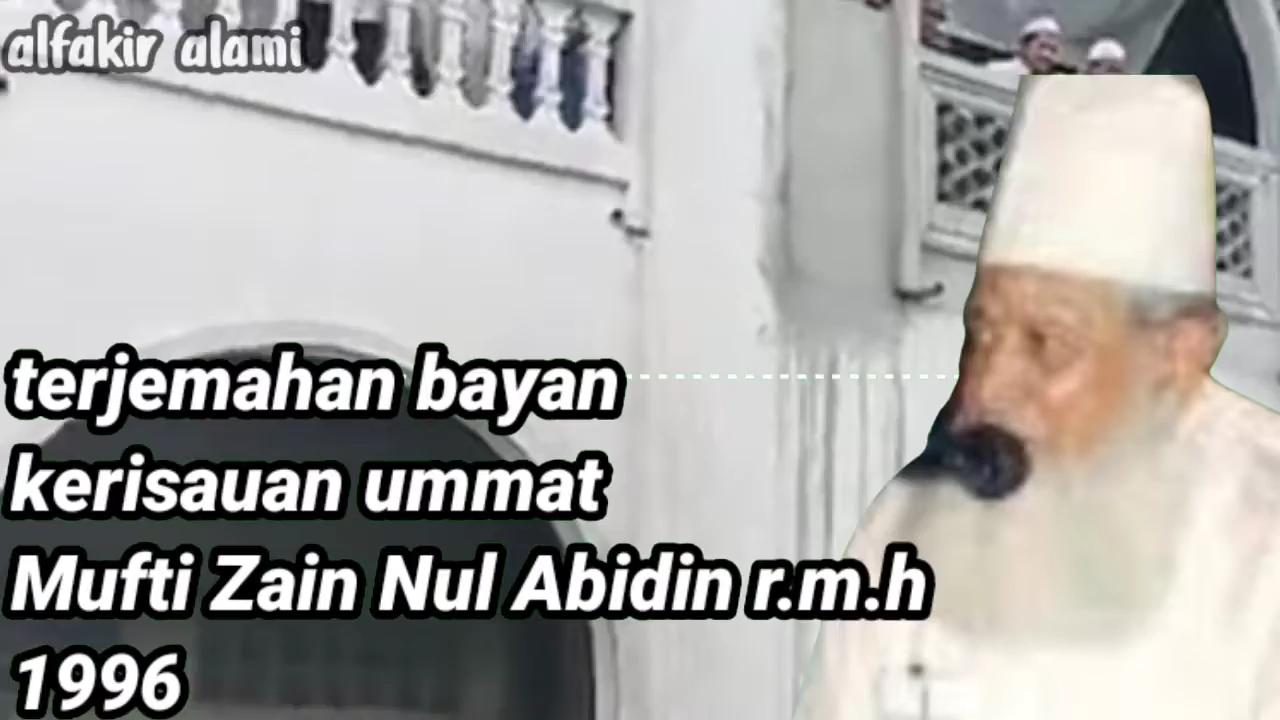 alfakir alami
terjemahan bayan
kerisauan ummat
Mufti Zain Nul Abidin r.m.h
1996